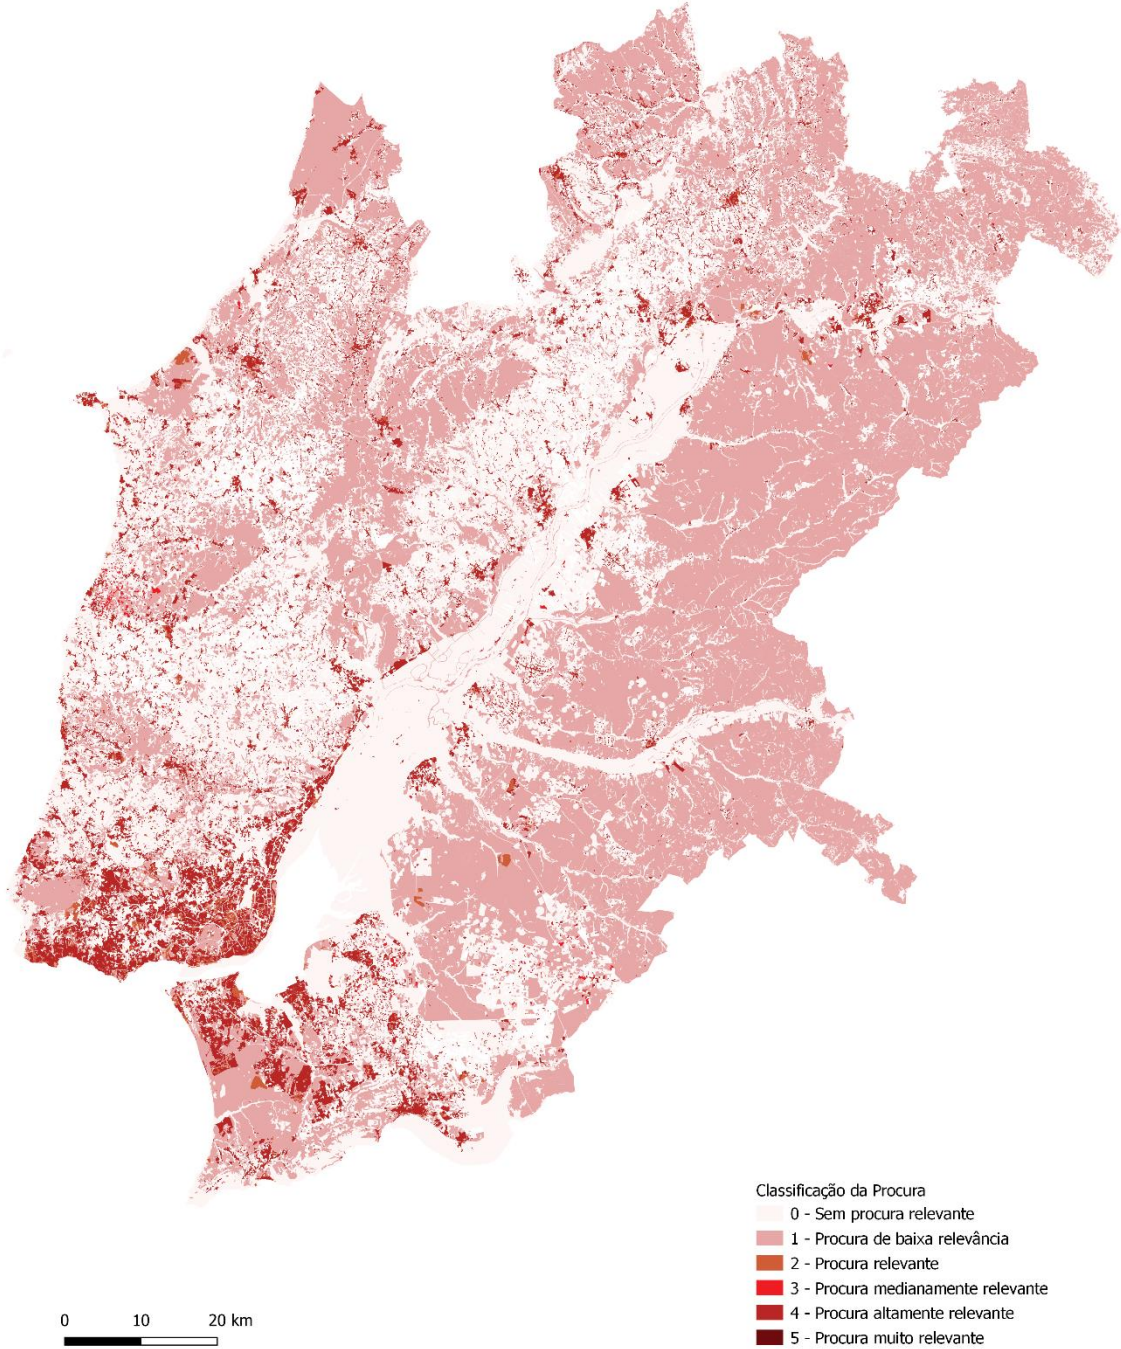 Classificação da Procura
0 - Sem procura relevante
1 - Procura de baixa relevância
2 - Procura relevante
3 - Procura medianamente relevante
4 - Procura altamente relevante
5 - Procura muito relevante
0 10 20 km